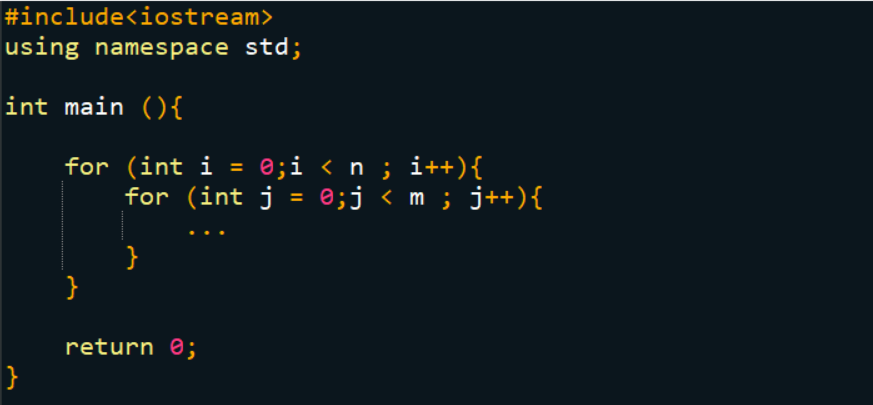 #include<iostream>
using namespace std;
int main (){
for (int i = 0;i < n ; i++){
for (int j = 0;j < m ; j++){
...
}
}
return 0;
}